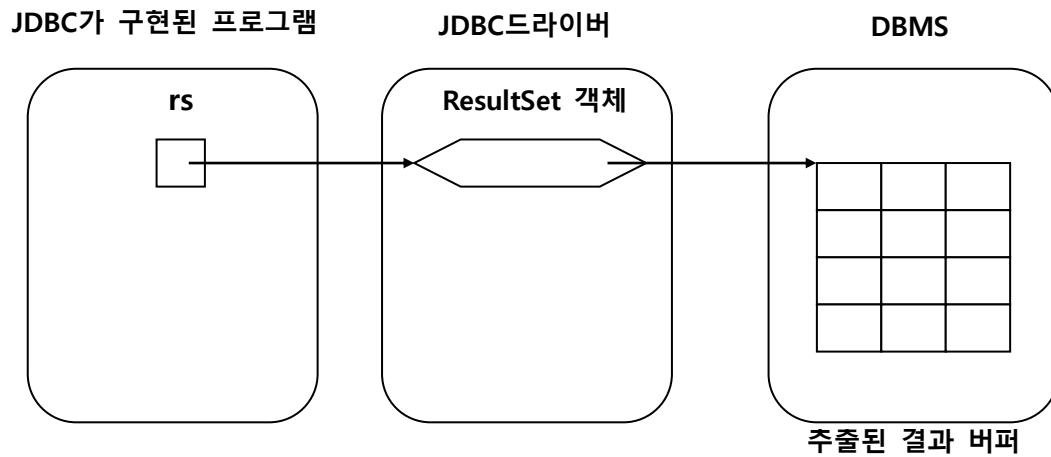 JDBC가 구현된 프로그램
JDBC드라이버
DBMS
rs
ResultSet 객체
추출된 결과 버퍼